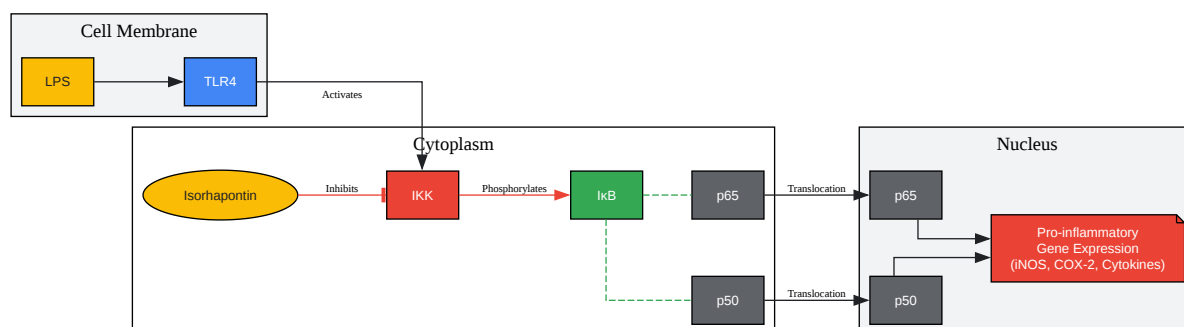 Cell Membrane
LPS
TLR4
Activates
Cytoplasm
Nucleus
Isorhapontin
Inhibits
IKK
Phosphorylates
IκB
p65
Translocation
p65
Pro-inflammatory
Gene Expression
(iNOS, COX-2, Cytokines)
p50
Translocation
p50